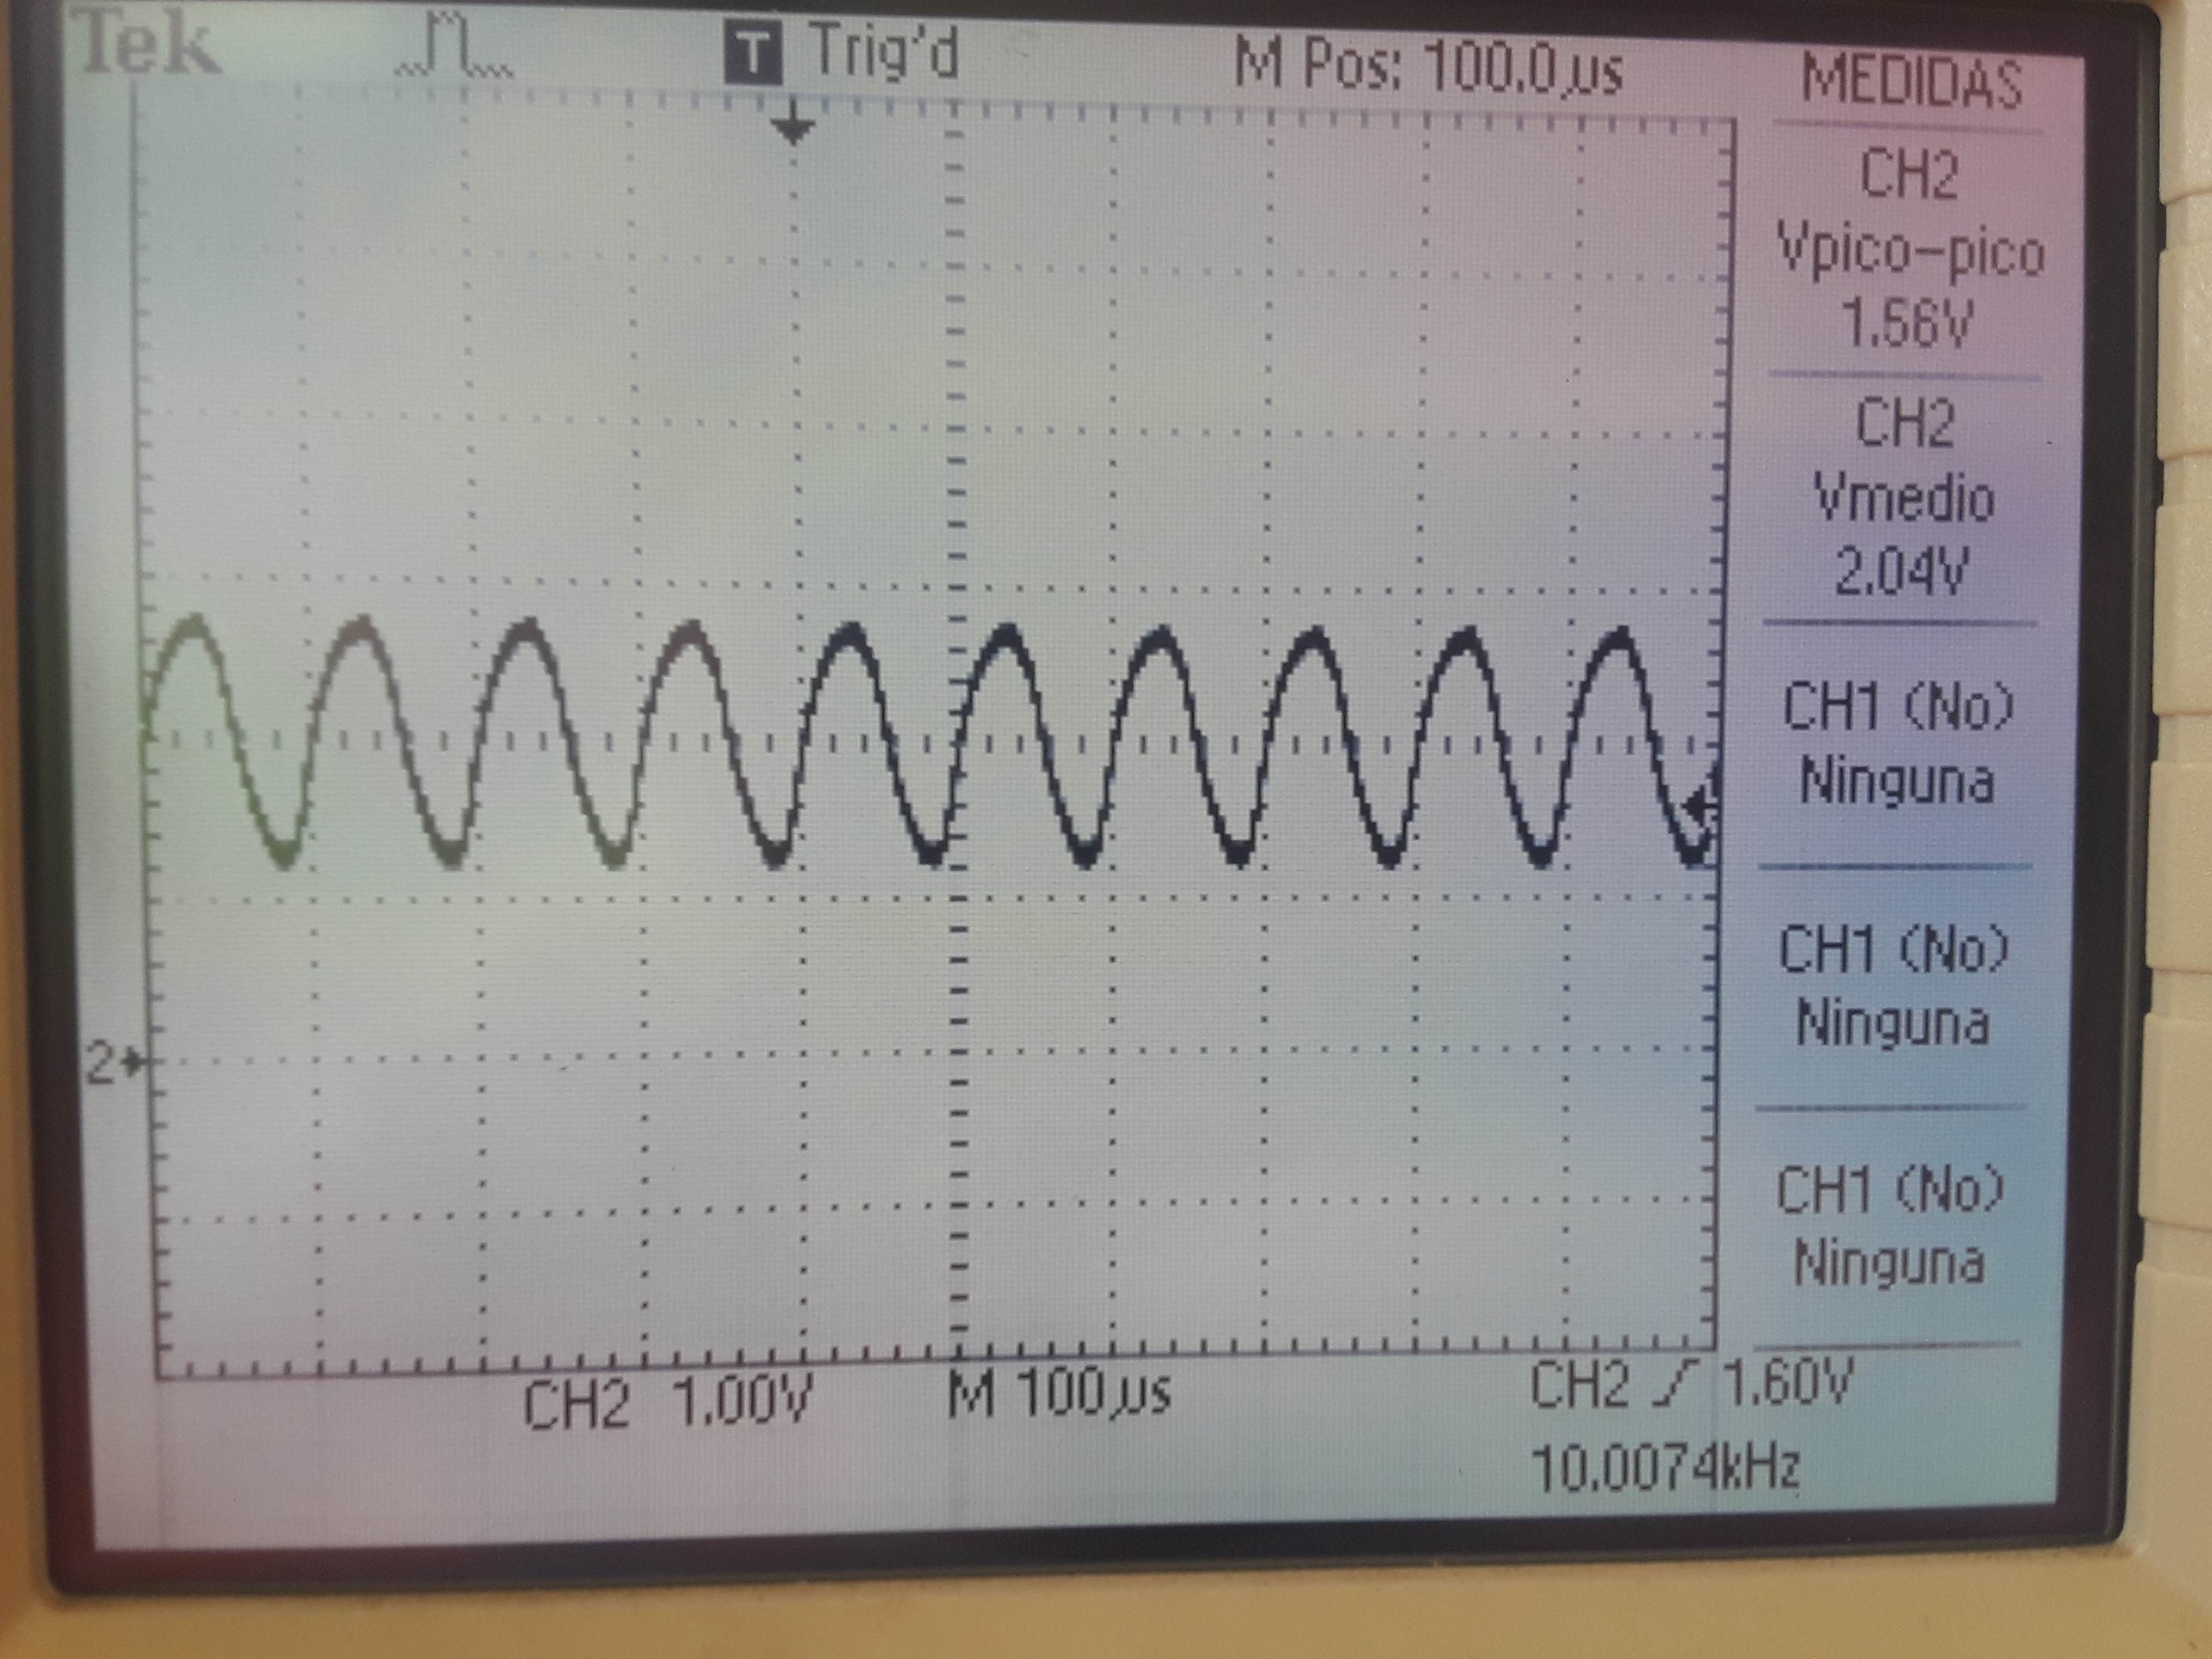 Tek T Trig'd M Pos: 100.0µs MEDIDAS
CH2
Vpico-pico
1.56V
CH2
Vmedio
2.04V
CH1 (No)
Ninguna
CH1 (No)
Ninguna
CH1 (No)
Ninguna
2
CH2 1.00V M 100µs CH2 1.60V
10.0074kHz